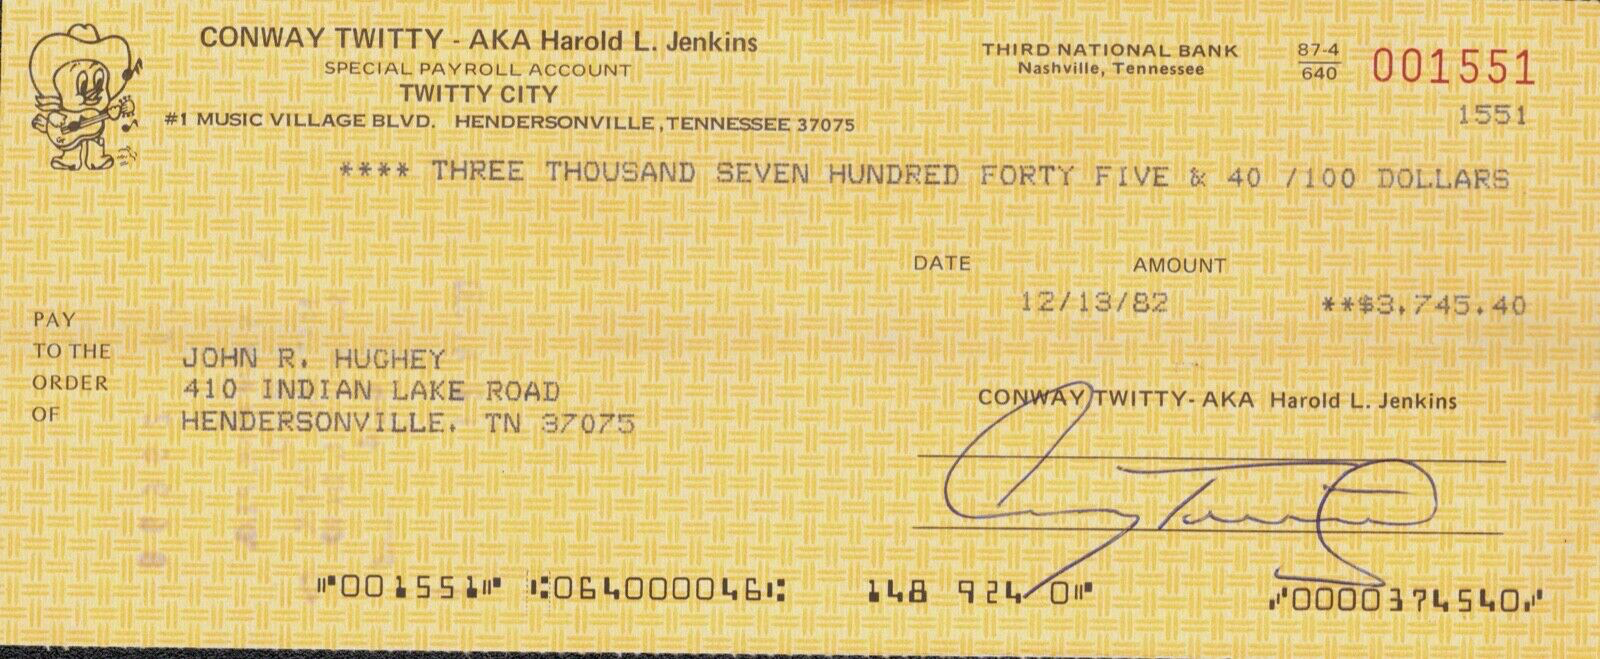 CONWAY TWITTY - AKA Harold L. Jenkins
SPECIAL PAYROLL ACCOUNT
TWITTY CITY
#1 MUSIC VILLAGE BLVD. HENDERSONVILLE, TENNESSEE 37075
THIRD NATIONAL BANK
Nashville, Tennessee
87-4
640
001551
1551
**** THREE THOUSAND SEVEN HUNDRED FORTY FIVE & 40 /100 DOLLARS
DATE AMOUNT
12/13/82 **$3,745.40
PAY
TO THE
ORDER
OF
JOHN R. HUGHEY
410 INDIAN LAKE ROAD
HENDERSONVILLE, TN 37075
CONWAY TWITTY- AKA Harold L. Jenkins
Conway Twitty
⑈001551⑈ ⑆064000046⑆ 148 924 0⑈ ⑇0000374540⑇